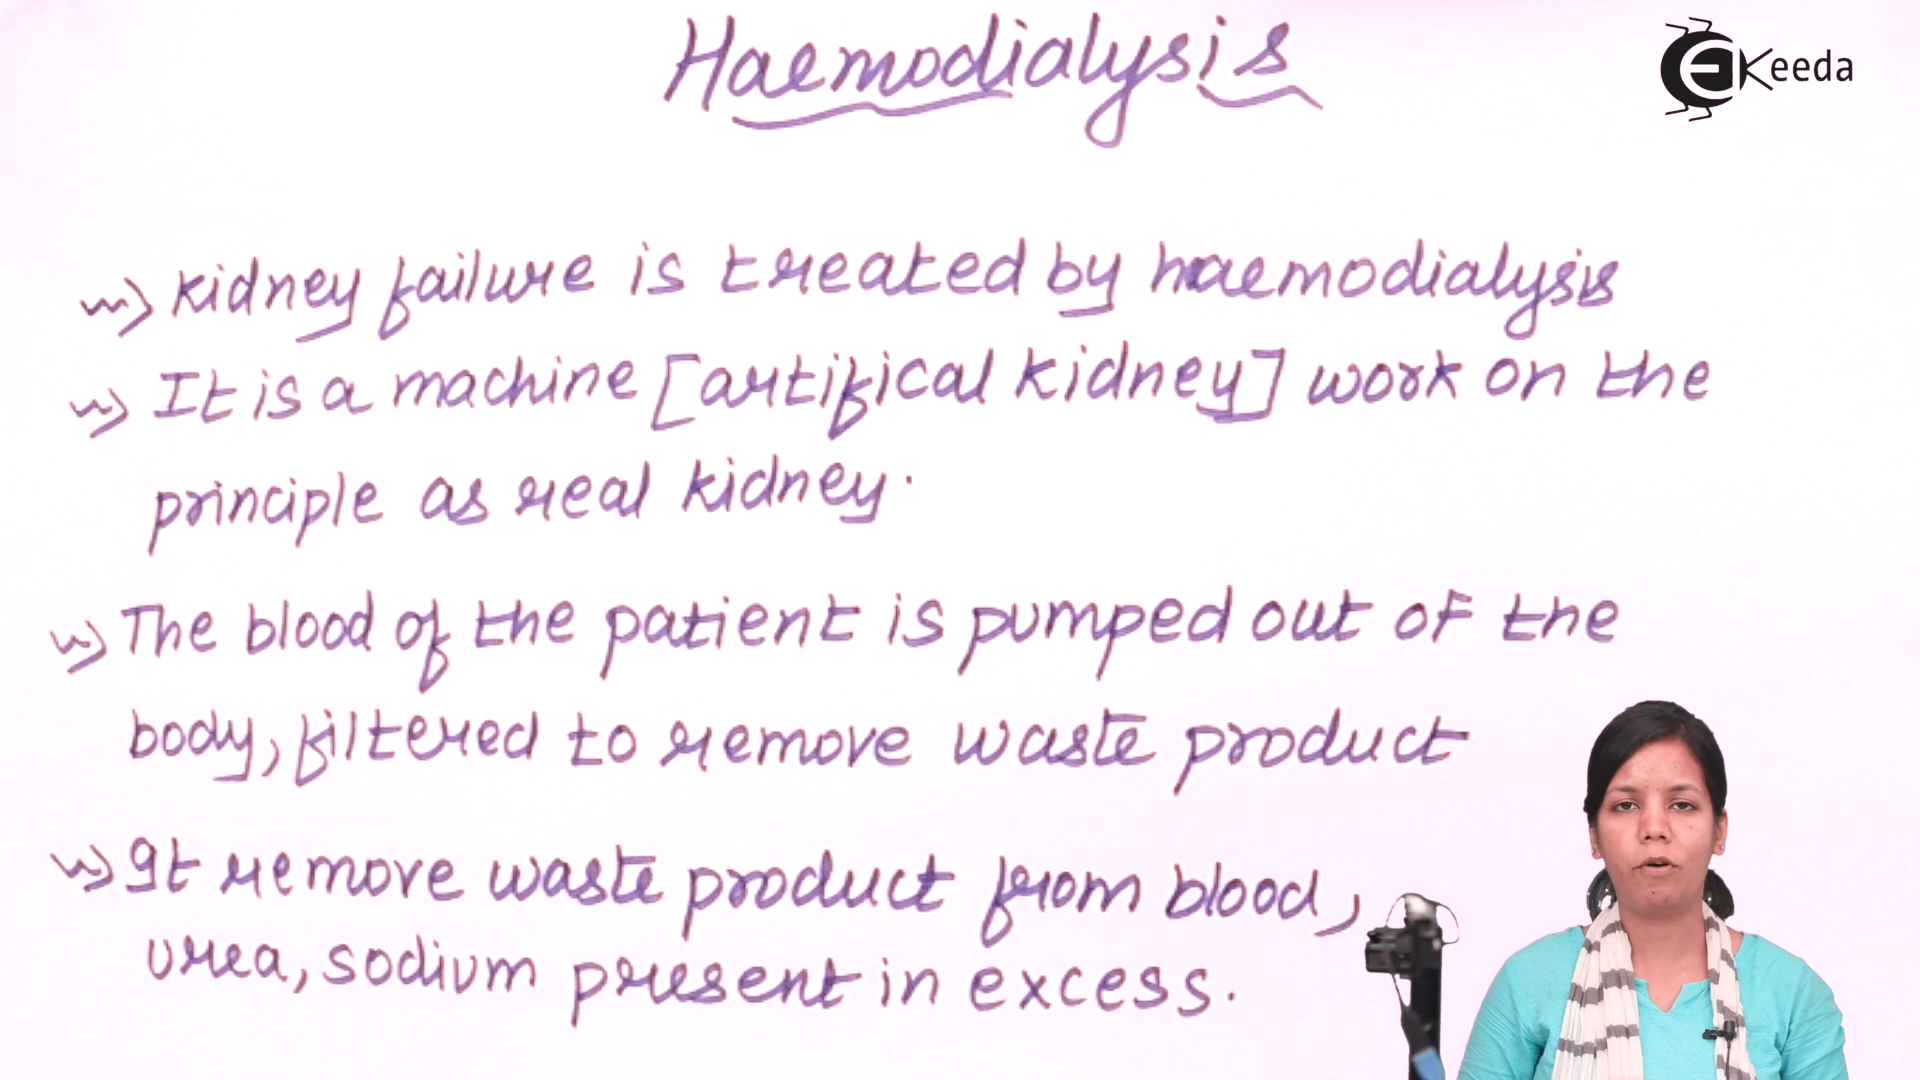 Haemodialysis
EKeeda
kidney failure is treated by haemodialysis
It is a machine [artifical kidney] work on the
principle as real kidney.
The blood of the patient is pumped out of the
body, filtered to remove waste product
It remove waste product from blood,
urea, sodium present in excess.